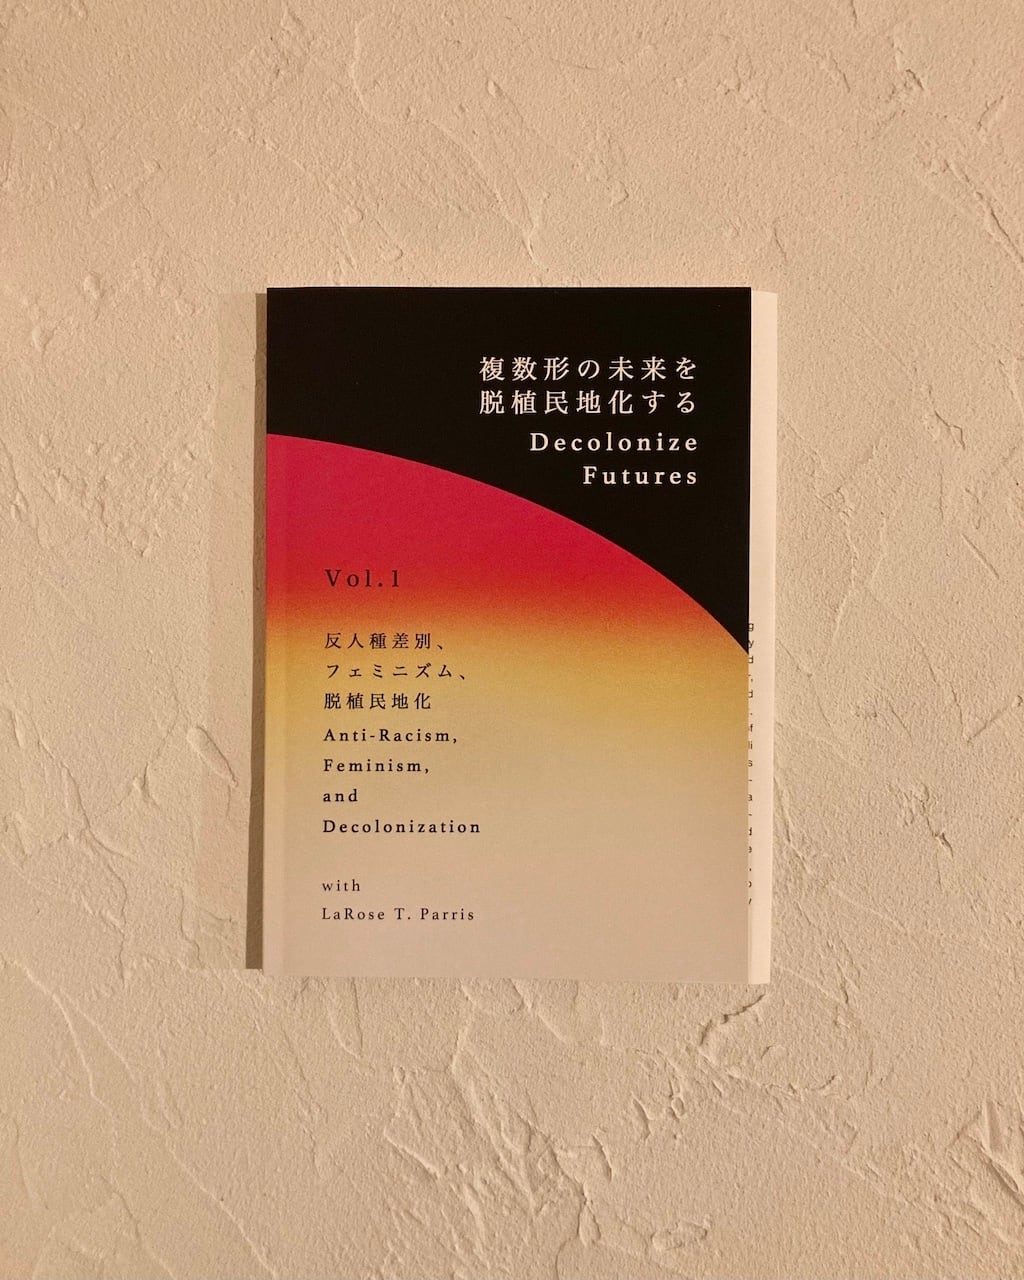 複数形の未来を
脱植民地化する
Decolonize
Futures
Vol.1
反人種差別、
フェミニズム、
脱植民地化
Anti-Racism,
Feminism,
and
Decolonization
with
LaRose T. Parris